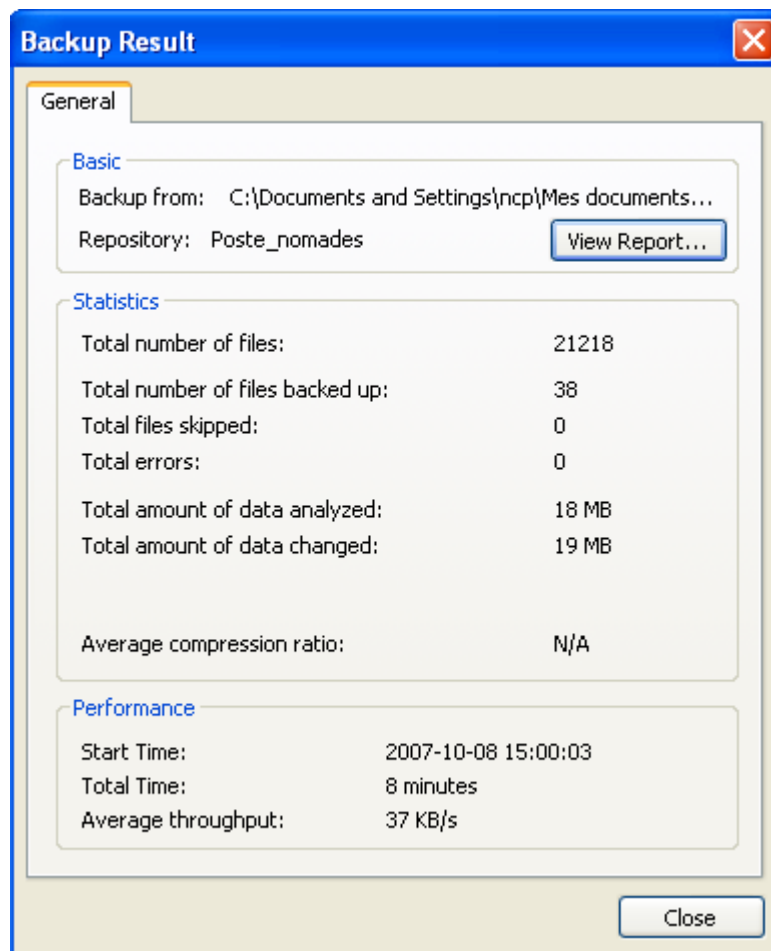 Backup Result
General
Basic
Backup from: C:\Documents and Settings\ncp\Mes documents...
Repository: Poste_nomades
View Report...
Statistics
Total number of files: 21218
Total number of files backed up: 38
Total files skipped: 0
Total errors: 0
Total amount of data analyzed: 18 MB
Total amount of data changed: 19 MB
Average compression ratio: N/A
Performance
Start Time: 2007-10-08 15:00:03
Total Time: 8 minutes
Average throughput: 37 KB/s
Close